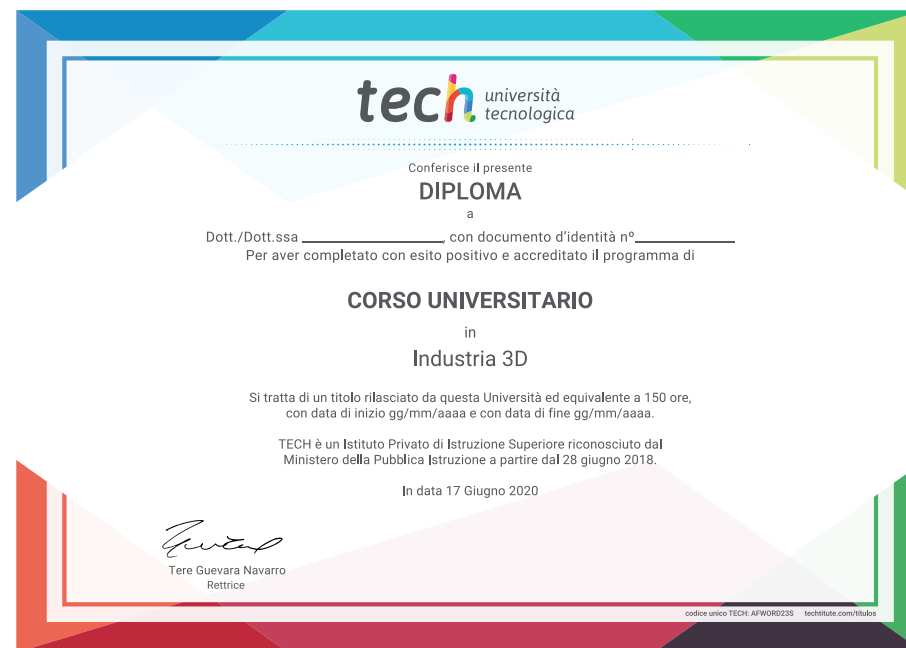 tech università
tecnologica
Conferisce il presente
DIPLOMA
a
Dott./Dott.ssa ____________, con documento d'identità nº__________
Per aver completato con esito positivo e accreditato il programma di
CORSO UNIVERSITARIO
in
Industria 3D
Si tratta di un titolo rilasciato da questa Università ed equivalente a 150 ore,
con data di inizio gg/mm/aaaa e con data di fine gg/mm/aaaa.
TECH è un Istituto Privato di Istruzione Superiore riconosciuto dal
Ministero della Pubblica Istruzione a partire dal 28 giugno 2018.
In data 17 Giugno 2020
Tere Guevara Navarro
Rettrice
codice unico TECH: AFWORD23S techtitute.com/titulos